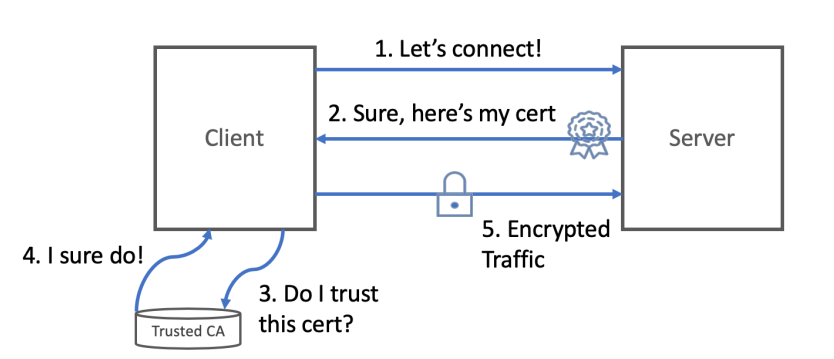 1. Let’s connect!
2. Sure, here’s my cert
Client
Server
5. Encrypted
Traffic
4. I sure do!
3. Do I trust
this cert?
Trusted CA